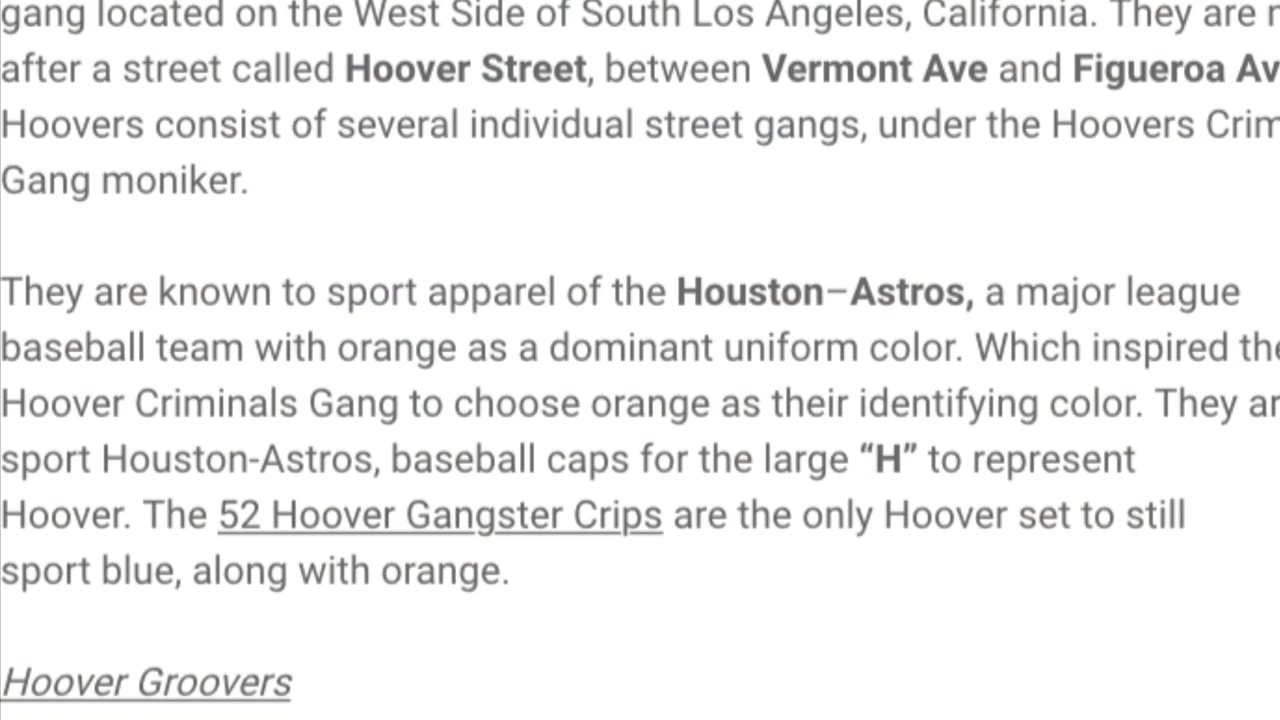 gang located on the West Side of South Los Angeles, California. They are
after a street called Hoover Street, between Vermont Ave and Figueroa Av
Hoovers consist of several individual street gangs, under the Hoovers Crim
Gang moniker.
They are known to sport apparel of the Houston–Astros, a major league
baseball team with orange as a dominant uniform color. Which inspired the
Hoover Criminals Gang to choose orange as their identifying color. They ar
sport Houston-Astros, baseball caps for the large “H” to represent
Hoover. The 52 Hoover Gangster Crips are the only Hoover set to still
sport blue, along with orange.
Hoover Groovers